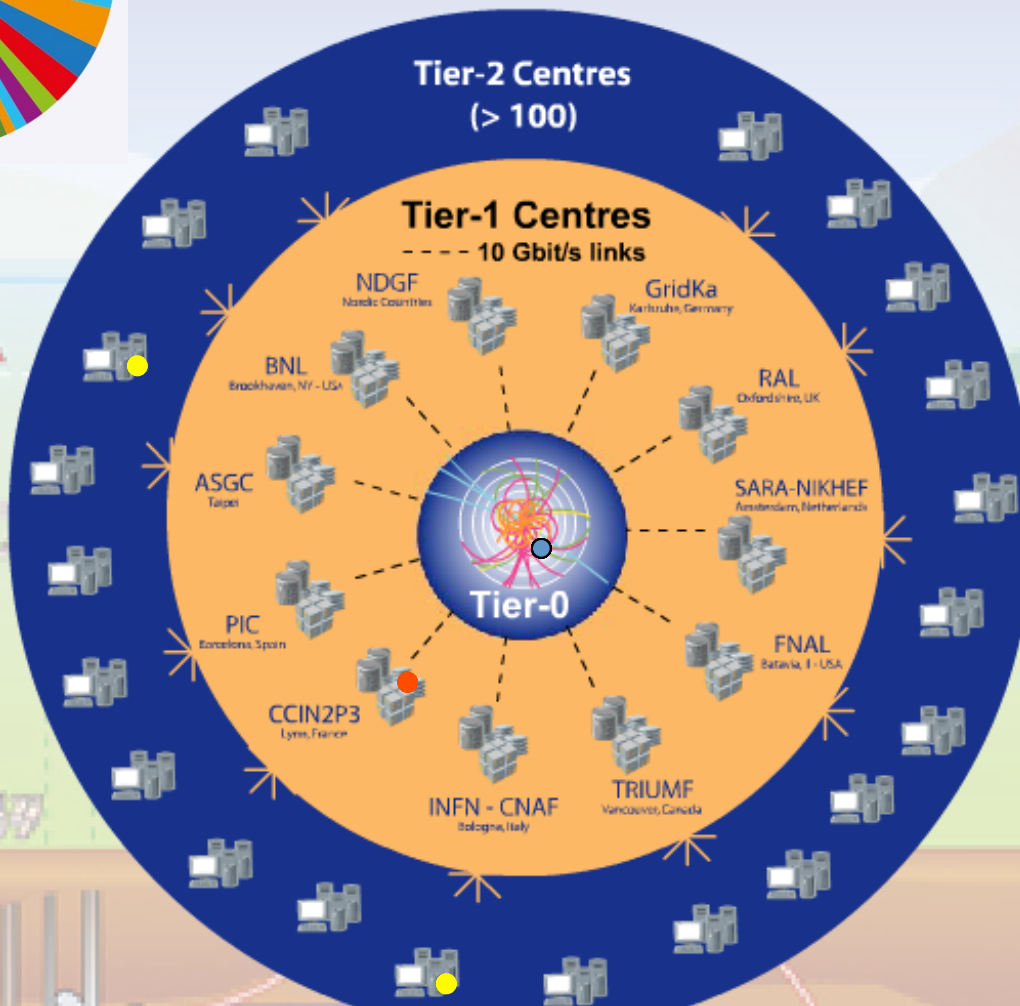 Tier-2 Centres
(> 100)
Tier-1 Centres
---- 10 Gbit/s links
NDGF
Nordic Countries
GridKa
Karlsruhe, Germany
BNL
Brookhaven, NY - USA
RAL
Oxfordshire, UK
ASGC
Taipei
SARA-NIKHEF
Amsterdam, Netherlands
Tier-0
PIC
Barcelona, Spain
FNAL
Batavia, Il - USA
CCIN2P3
Lyon, France
TRIUMF
Vancouver, Canada
INFN - CNAF
Bologna, Italy